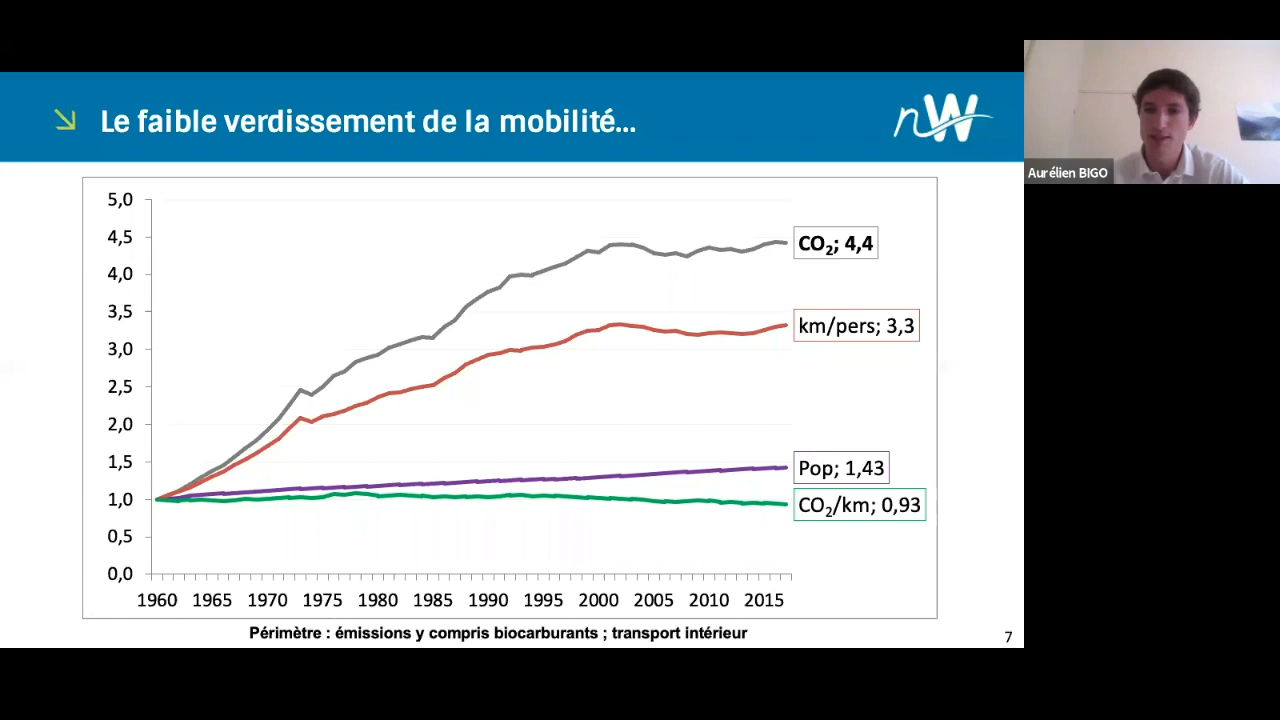 Le faible verdissement de la mobilité...
nW
Aurélien BIGO
5,0
4,5
4,0
3,5
3,0
2,5
2,0
1,5
1,0
0,5
0,0
CO₂; 4,4
km/pers; 3,3
Pop; 1,43
CO₂/km; 0,93
1960 1965 1970 1975 1980 1985 1990 1995 2000 2005 2010 2015
Périmètre : émissions y compris biocarburants ; transport intérieur
7